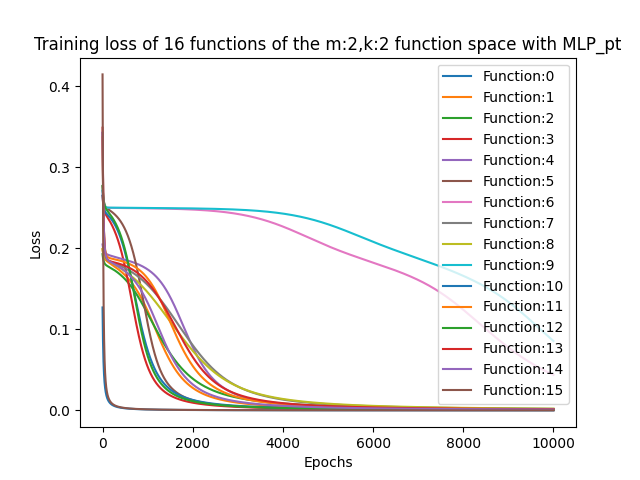 Training loss of 16 functions of the m:2,k:2 function space with MLP_pt
Loss
0.4
0.3
0.2
0.1
0.0
Function:0
Function:1
Function:2
Function:3
Function:4
Function:5
Function:6
Function:7
Function:8
Function:9
Function:10
Function:11
Function:12
Function:13
Function:14
Function:15
0 2000 4000 6000 8000 10000
Epochs